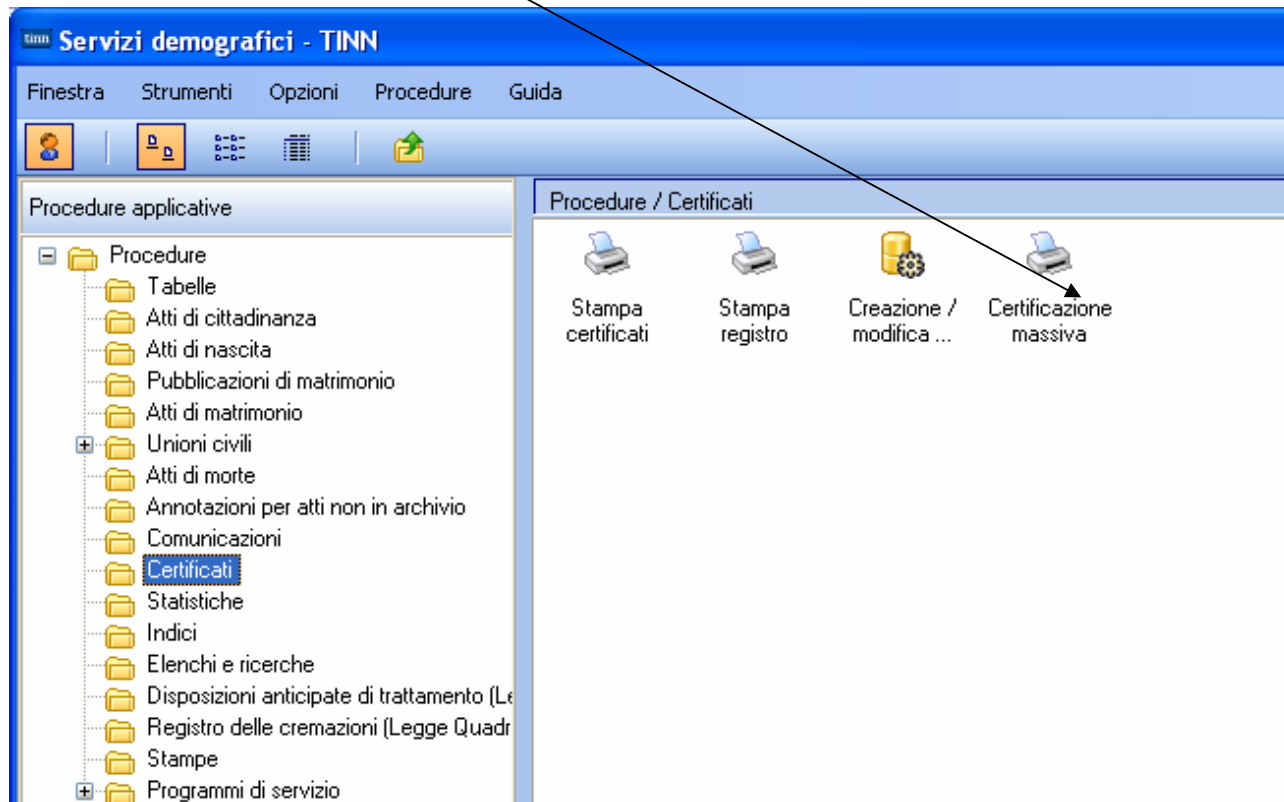 tinn Servizi demografici - TINN
Finestra Strumenti Opzioni Procedure Guida
Procedure applicative
Procedure / Certificati
Procedure
Tabelle
Atti di cittadinanza
Atti di nascita
Pubblicazioni di matrimonio
Atti di matrimonio
Unioni civili
Atti di morte
Annotazioni per atti non in archivio
Comunicazioni
Certificati
Statistiche
Indici
Elenchi e ricerche
Disposizioni anticipate di trattamento (Le
Registro delle cremazioni (Legge Quadr
Stampe
Programmi di servizio
Stampa
certificati
Stampa
registro
Creazione /
modifica ...
Certificazione
massiva